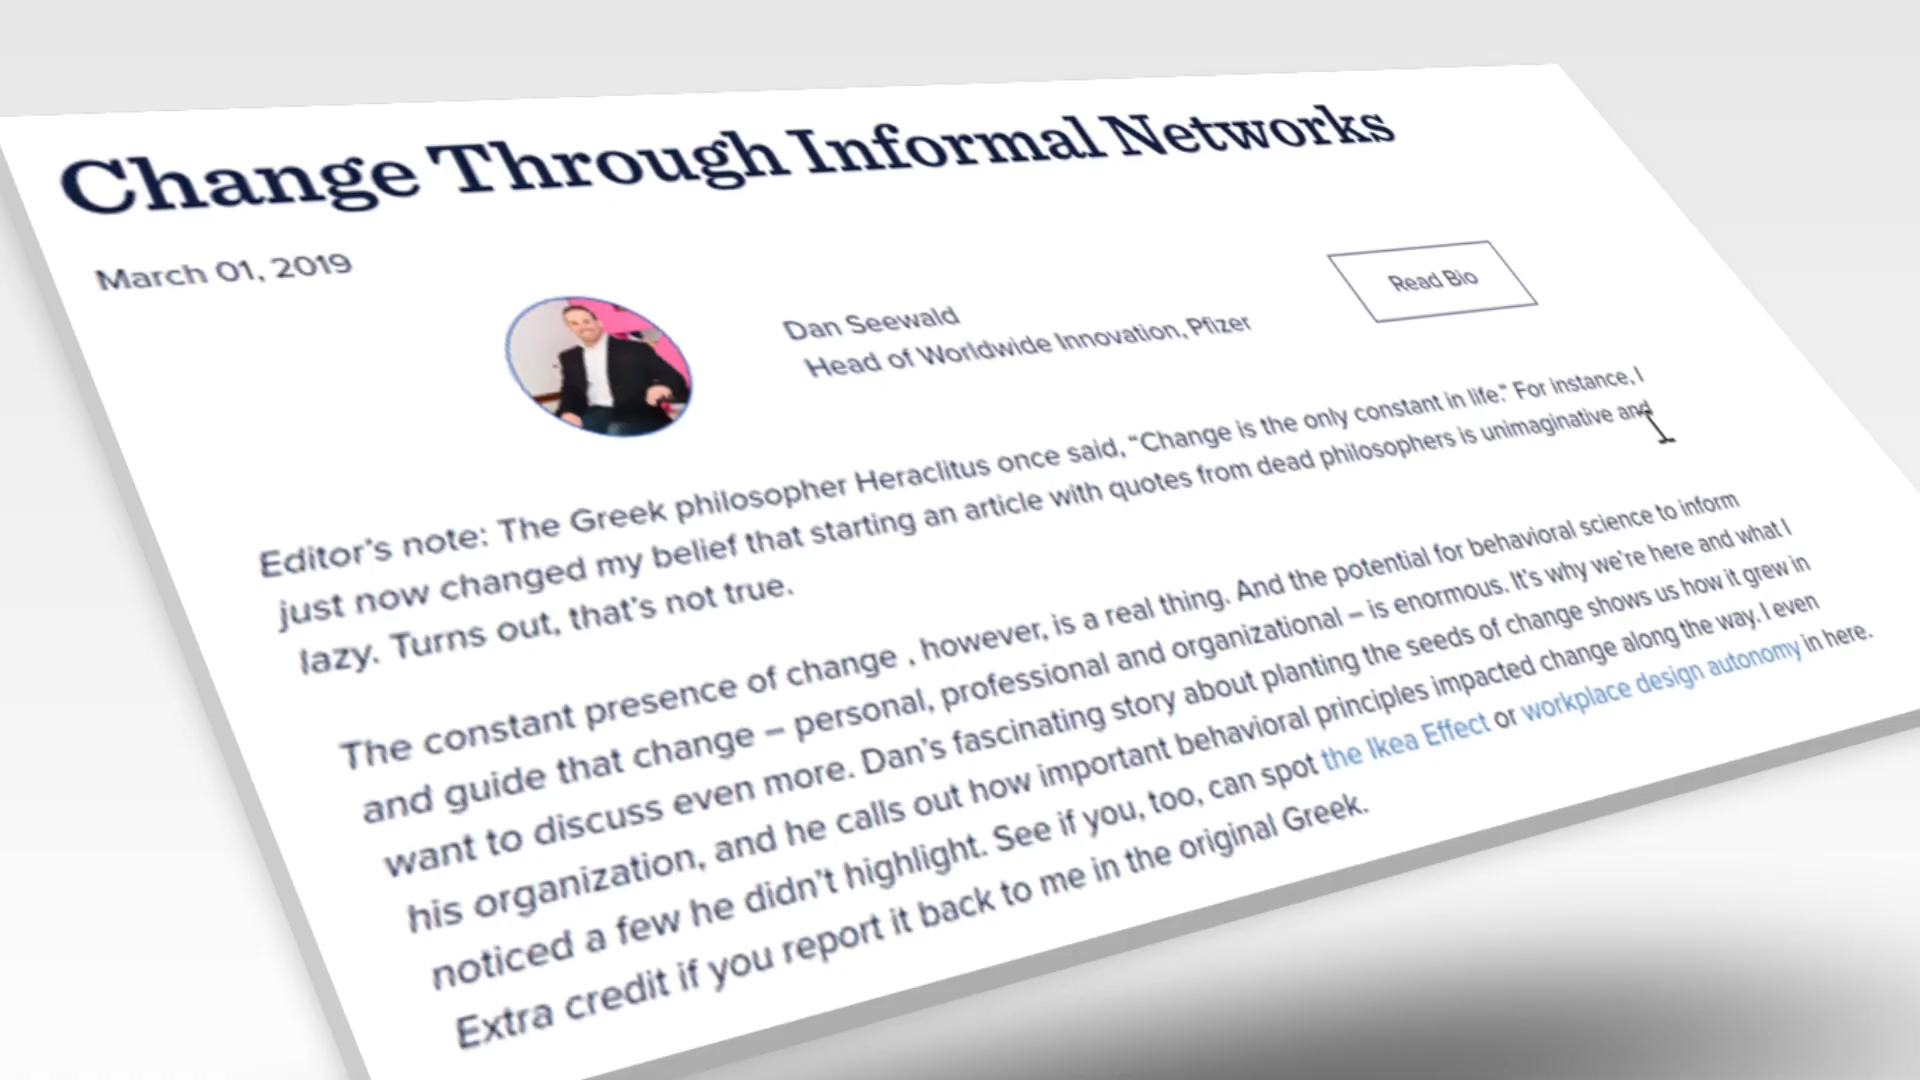 Change Through Informal Networks
March 01, 2019
Dan Seewald
Head of Worldwide Innovation, Pfizer
Read Bio
Editor's note: The Greek philosopher Heraclitus once said, “Change is the only constant in life.” For instance, I
just now changed my belief that starting an article with quotes from dead philosophers is unimaginative and
lazy. Turns out, that's not true.
The constant presence of change , however, is a real thing. And the potential for behavioral science to inform
and guide that change – personal, professional and organizational – is enormous. It's why we're here and what I
want to discuss even more. Dan's fascinating story about planting the seeds of change shows us how it grew in
his organization, and he calls out how important behavioral principles impacted change along the way. I even
noticed a few he didn't highlight. See if you, too, can spot the Ikea Effect or workplace design autonomy in here.
Extra credit if you report it back to me in the original Greek.